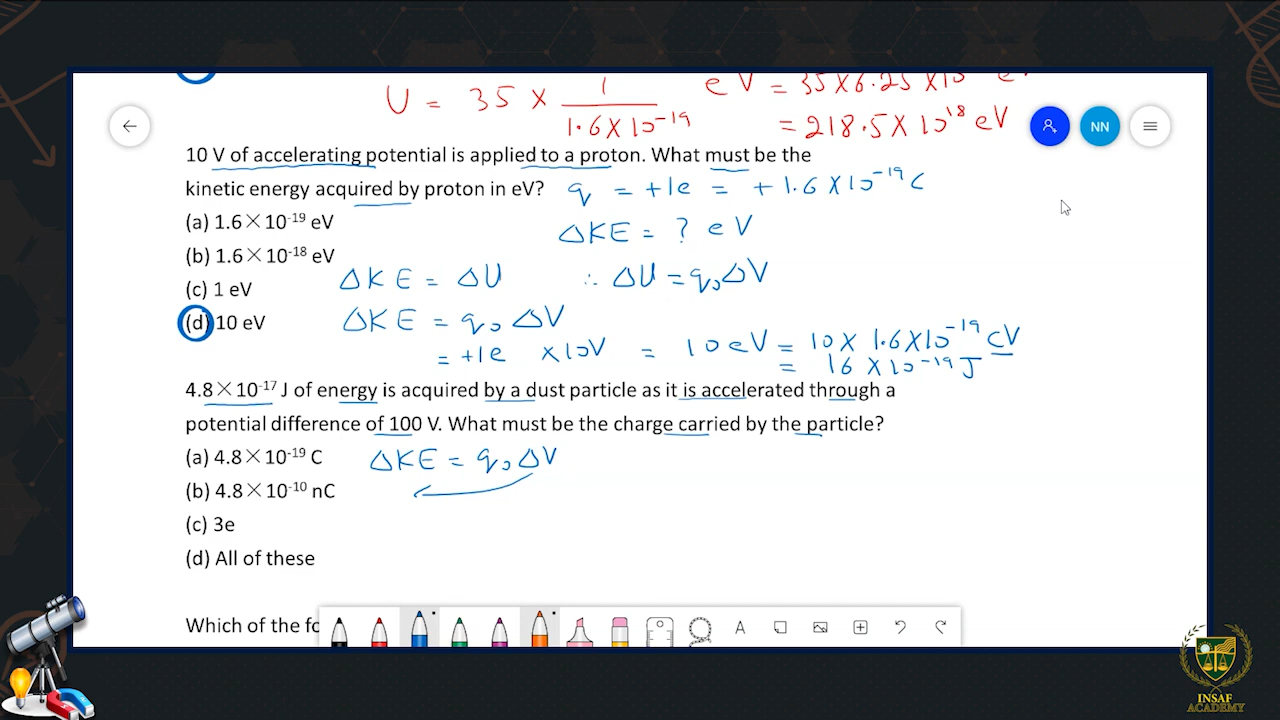 U = 35 × 1/1.6×10⁻¹⁹ eV = 35×6.25×10
= 218.5×10¹⁸ eV
NN
10 V of accelerating potential is applied to a proton. What must be the
kinetic energy acquired by proton in eV? q = +1e = +1.6×10⁻¹⁹ C
(a) 1.6×10⁻¹⁹ eV ΔKE = ? eV
(b) 1.6×10⁻¹⁸ eV
(c) 1 eV ΔKE = ΔU ∴ ΔU = q₀ΔV
(d) 10 eV ΔKE = q₀ ΔV
= +1e ×10V = 10eV = 10× 1.6×10⁻¹⁹ CV
= 16 ×10⁻¹⁹ J
4.8×10⁻¹⁷ J of energy is acquired by a dust particle as it is accelerated through a
potential difference of 100 V. What must be the charge carried by the particle?
(a) 4.8×10⁻¹⁹ C ΔKE = q₀ ΔV
(b) 4.8×10⁻¹⁰ nC
(c) 3e
(d) All of these
Which of the fo
A
INSAF
ACADEMY